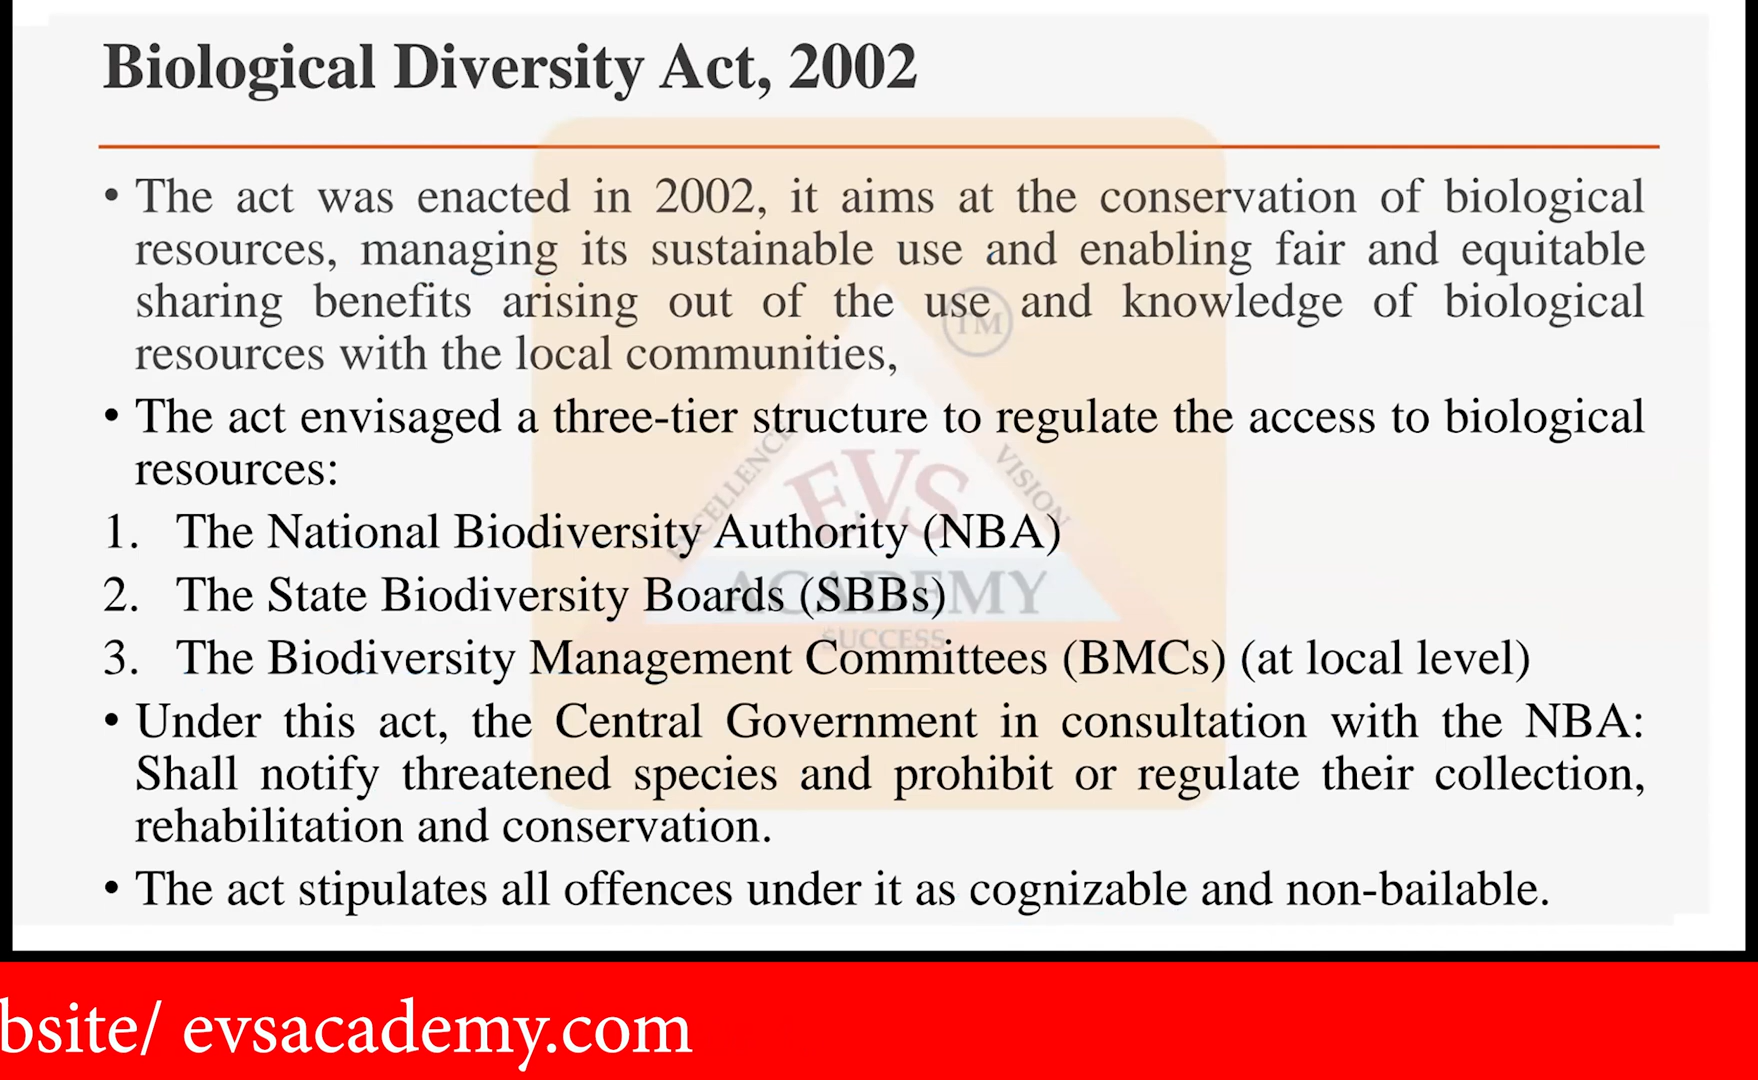 Biological Diversity Act, 2002
• The act was enacted in 2002, it aims at the conservation of biological
resources, managing its sustainable use and enabling fair and equitable
sharing benefits arising out of the use and knowledge of biological
resources with the local communities,
• The act envisaged a three-tier structure to regulate the access to biological
resources:
1. The National Biodiversity Authority (NBA)
2. The State Biodiversity Boards (SBBs)
3. The Biodiversity Management Committees (BMCs) (at local level)
• Under this act, the Central Government in consultation with the NBA:
Shall notify threatened species and prohibit or regulate their collection,
rehabilitation and conservation.
• The act stipulates all offences under it as cognizable and non-bailable.
TM
EXCELLENCE
VISION
EVS
ACADEMY
SUCCESS
bsite/ evsacademy.com